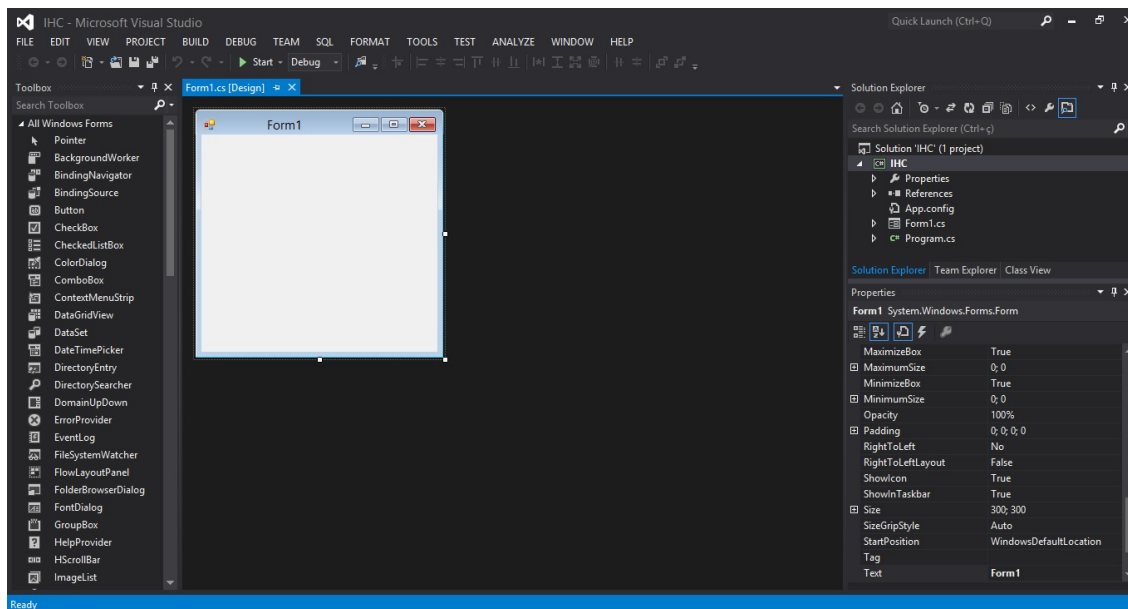 IHC - Microsoft Visual Studio
Quick Launch (Ctrl+Q)
FILE EDIT VIEW PROJECT BUILD DEBUG TEAM SQL FORMAT TOOLS TEST ANALYZE WINDOW HELP
Start Debug
Toolbox
Search Toolbox
All Windows Forms
Pointer
BackgroundWorker
BindingNavigator
BindingSource
Button
CheckBox
CheckedListBox
ColorDialog
ComboBox
ContextMenuStrip
DataGridView
DataSet
DateTimePicker
DirectoryEntry
DirectorySearcher
DomainUpDown
ErrorProvider
EventLog
FileSystemWatcher
FlowLayoutPanel
FolderBrowserDialog
FontDialog
GroupBox
HelpProvider
HScrollBar
ImageList
Form1.cs [Design]
Form1
Solution Explorer
Search Solution Explorer (Ctrl+ç)
Solution 'IHC' (1 project)
C# IHC
Properties
References
App.config
Form1.cs
C# Program.cs
Solution Explorer Team Explorer Class View
Properties
Form1 System.Windows.Forms.Form
MaximizeBox True
MaximumSize 0; 0
MinimizeBox True
MinimumSize 0; 0
Opacity 100%
Padding 0; 0; 0; 0
RightToLeft No
RightToLeftLayout False
ShowIcon True
ShowInTaskbar True
Size 300; 300
SizeGripStyle Auto
StartPosition WindowsDefaultLocation
Tag
Text Form1
Ready